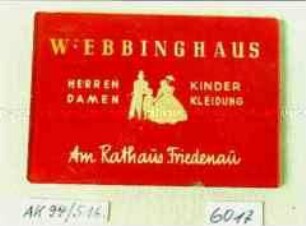 W. EBBINGHAUS
HERREN KINDER
DAMEN KLEIDUNG
Am Rathaus Friedenau
AK 94/516.
6017